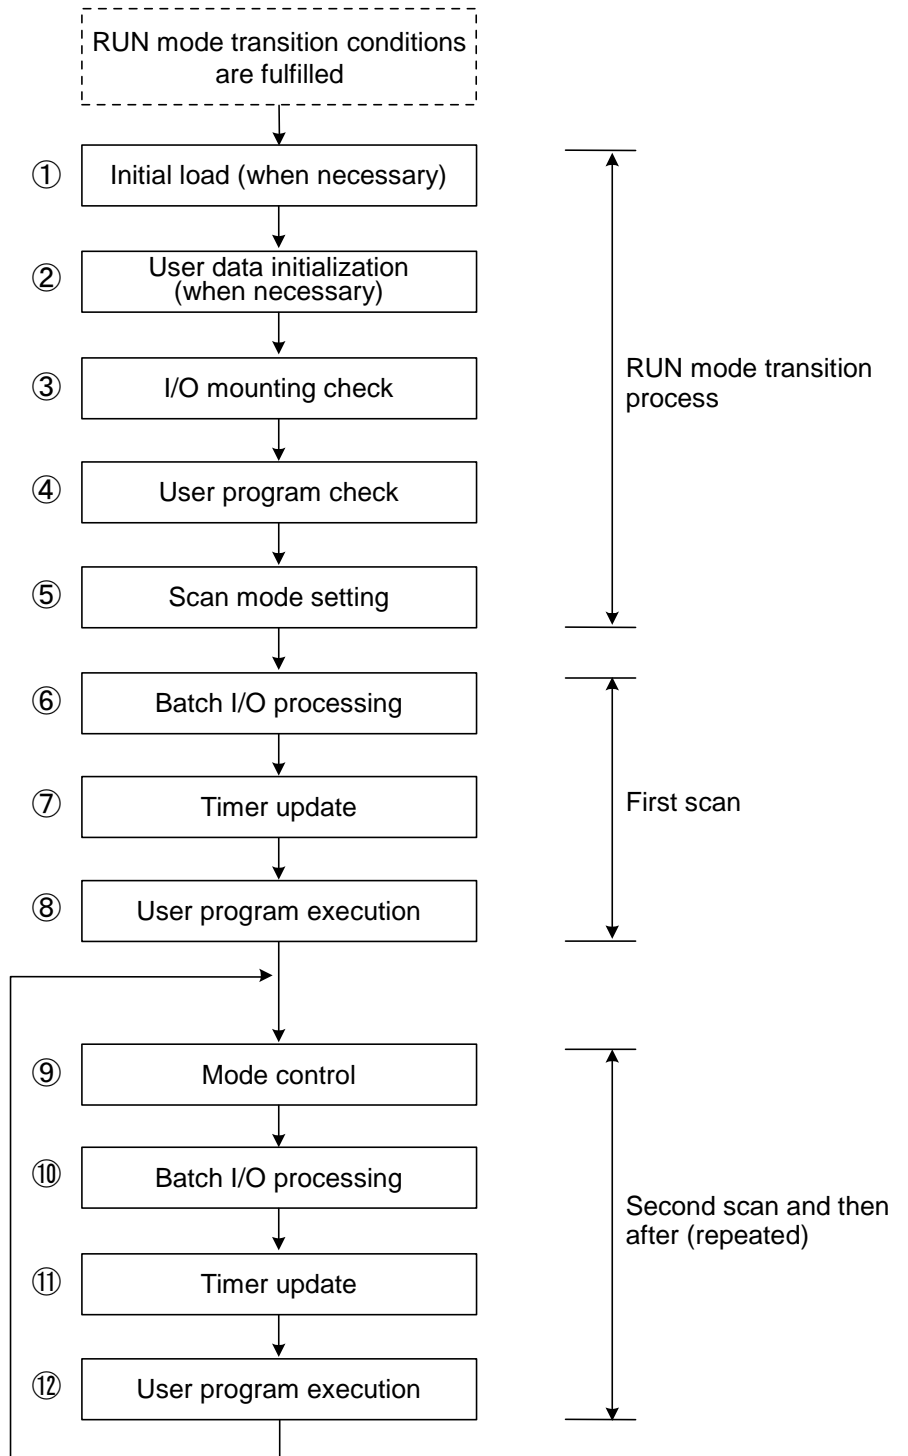 RUN mode transition conditions
are fulfilled
① Initial load (when necessary)
② User data initialization
(when necessary)
③ I/O mounting check
RUN mode transition
process
④ User program check
⑤ Scan mode setting
⑥ Batch I/O processing
⑦ Timer update
First scan
⑧ User program execution
⑨ Mode control
⑩ Batch I/O processing
Second scan and then
after (repeated)
⑪ Timer update
⑫ User program execution